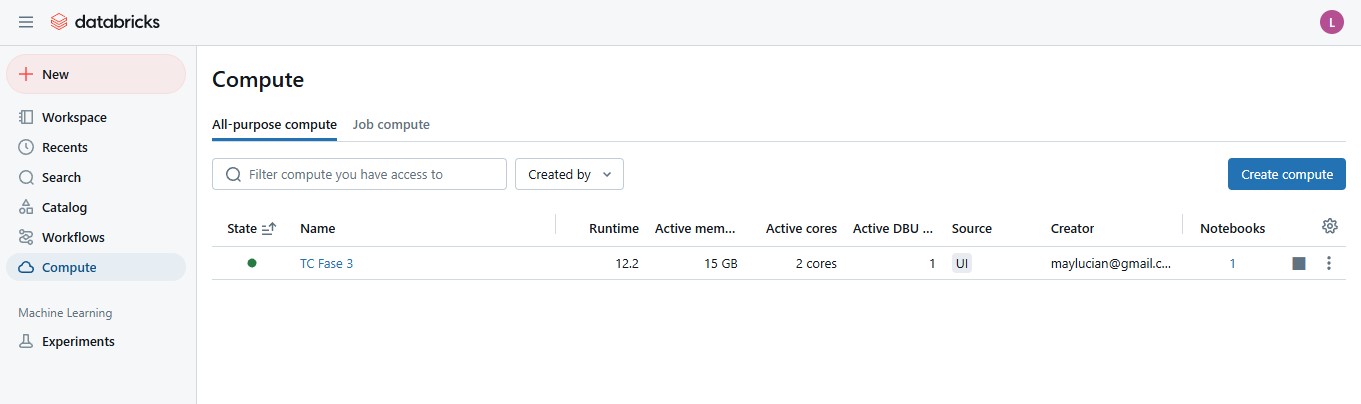 databricks
L
New
Workspace
Recents
Search
Catalog
Workflows
Compute
Machine Learning
Experiments
Compute
All-purpose compute Job compute
Filter compute you have access to Created by Create compute
State Name Runtime Active mem... Active cores Active DBU ... Source Creator Notebooks
TC Fase 3 12.2 15 GB 2 cores 1 UI maylucian@gmail.c... 1